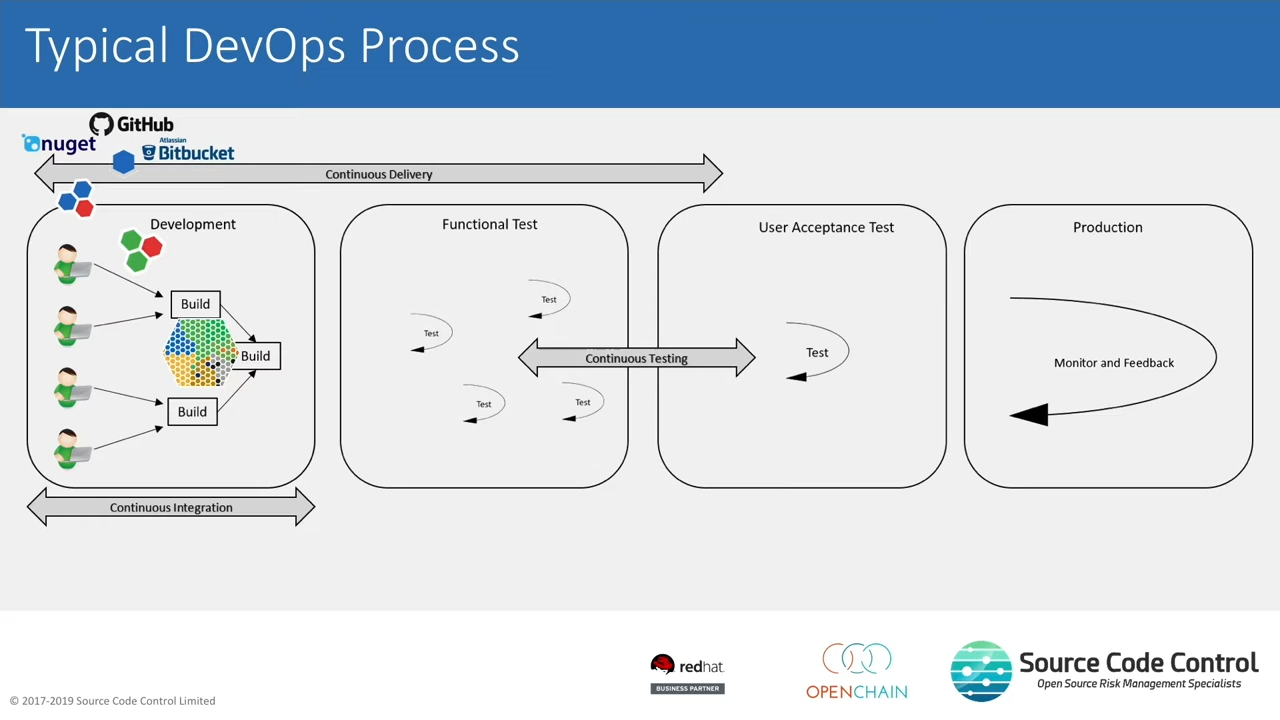 Typical DevOps Process
GitHub
nuget
Atlassian
Bitbucket
Continuous Delivery
Development
Functional Test
User Acceptance Test
Production
Build
Build
Build
Test
Test
Test
Test
Continuous Testing
Test
Monitor and Feedback
Continuous Integration
redhat.
BUSINESS PARTNER
OPENCHAIN
Source Code Control
Open Source Risk Management Specialists
© 2017-2019 Source Code Control Limited